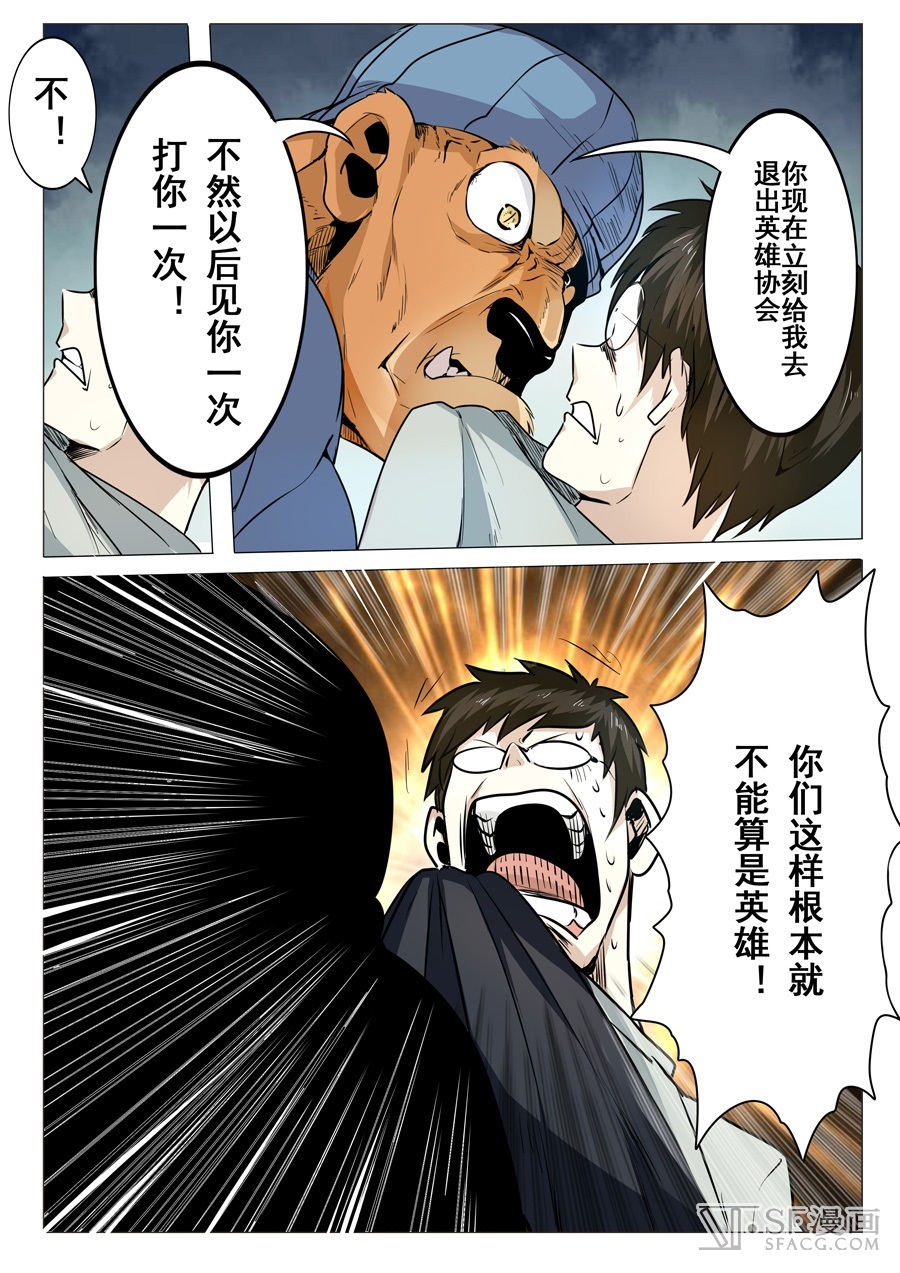 你现在立刻给我去
退出英雄协会
不然以后见你一次
打你一次！
不！
你们这样根本就
不能算是英雄！
SF漫画
SFACG.COM